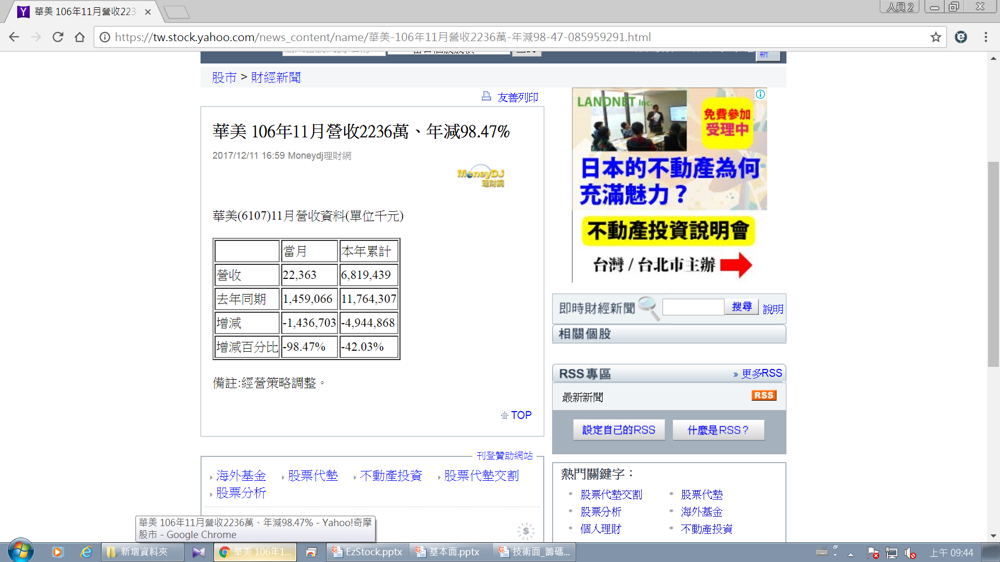 華美 106年11月營收223
人員 2
https://tw.stock.yahoo.com/news_content/name/華美-106年11月營收2236萬-年減98-47-085959291.html
新
股市 > 財經新聞
友善列印
華美 106年11月營收2236萬、年減98.47%
2017/12/11 16:59 Moneydj理財網
MoneyDJ
理財網
華美(6107)11月營收資料(單位千元)
當月 本年累計
營收 22,363 6,819,439
去年同期 1,459,066 11,764,307
增減 -1,436,703 -4,944,868
增減百分比 -98.47% -42.03%
備註:經營策略調整。
TOP
刊登贊助網站
海外基金 股票代墊 不動產投資 股票代墊交割
股票分析
LANDNET Inc.
免費參加
受理中
日本的不動產為何
充滿魅力？
不動產投資說明會
台灣 / 台北市主辦
即時財經新聞 搜尋 說明
相關個股
RSS專區 » 更多RSS
最新新聞 RSS
設定自己的RSS 什麼是RSS？
熱門關鍵字：
股票代墊交割 股票代墊
股票分析 海外基金
個人理財 不動產投資
華美 106年11月營收2236萬、年減98.47% - Yahoo!奇摩
股市 - Google Chrome
新增資料夾 華美 106年1... EzStock.pptx 基本面.pptx 技術面_籌碼...
上午 09:44